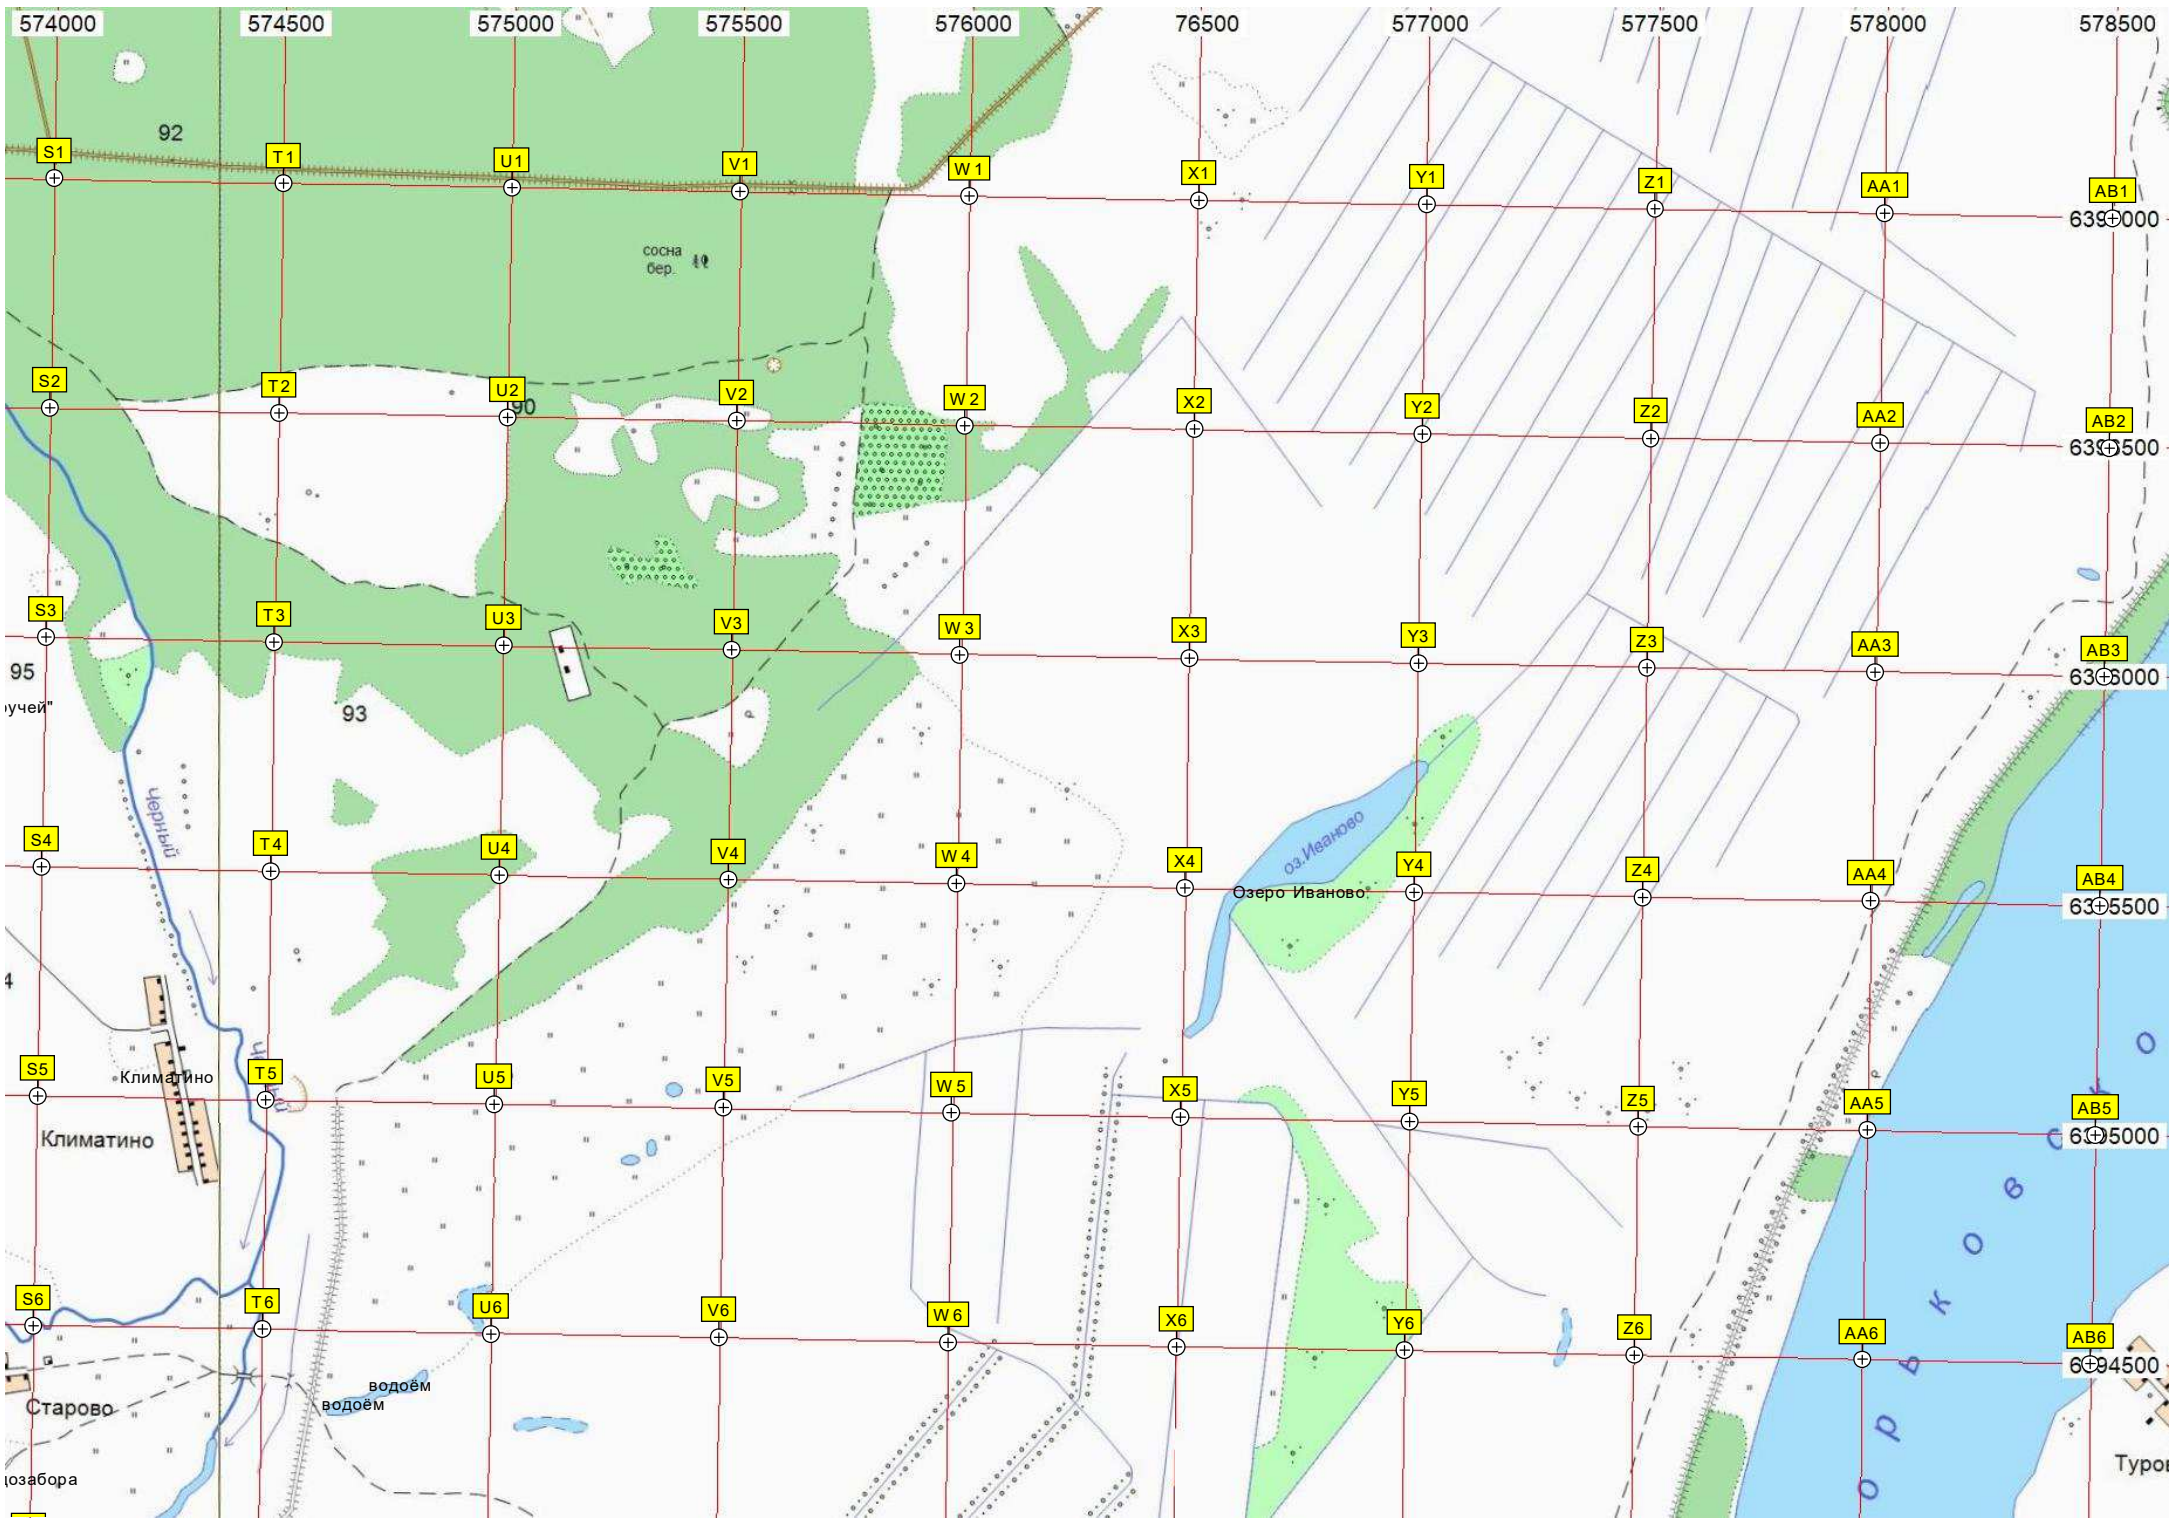 574000 574500 575000 575500 576000 76500 577000 577500 578000 578500
92
S1 T1 U1 V1 W1 X1 Y1 Z1 AA1 AB1
сосна
бер.
S2 T2 U2 V2 W2 X2 Y2 Z2 AA2 AB2
90
S3 T3 U3 V3 W3 X3 Y3 Z3 AA3 AB3
95
ручей"
93
Черный
оз.Иваново
S4 T4 U4 V4 W4 X4 Y4 Z4 AA4 AB4
Озеро Иваново
4
S5 T5 U5 V5 W5 X5 Y5 Z5 AA5 AB5
Климатино
Климатино
S6 T6 U6 V6 W6 X6 Y6 Z6 AA6 AB6
водоём
водоём
Старово
Туров
дозабора
о р ь к о в с к о